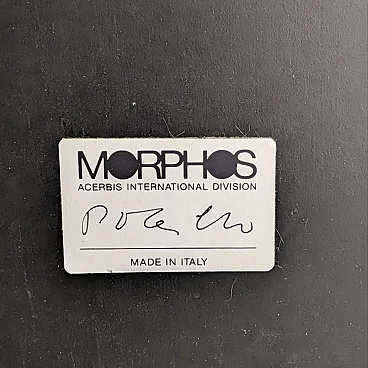 MORPHOS
ACERBIS INTERNATIONAL DIVISION
MADE IN ITALY